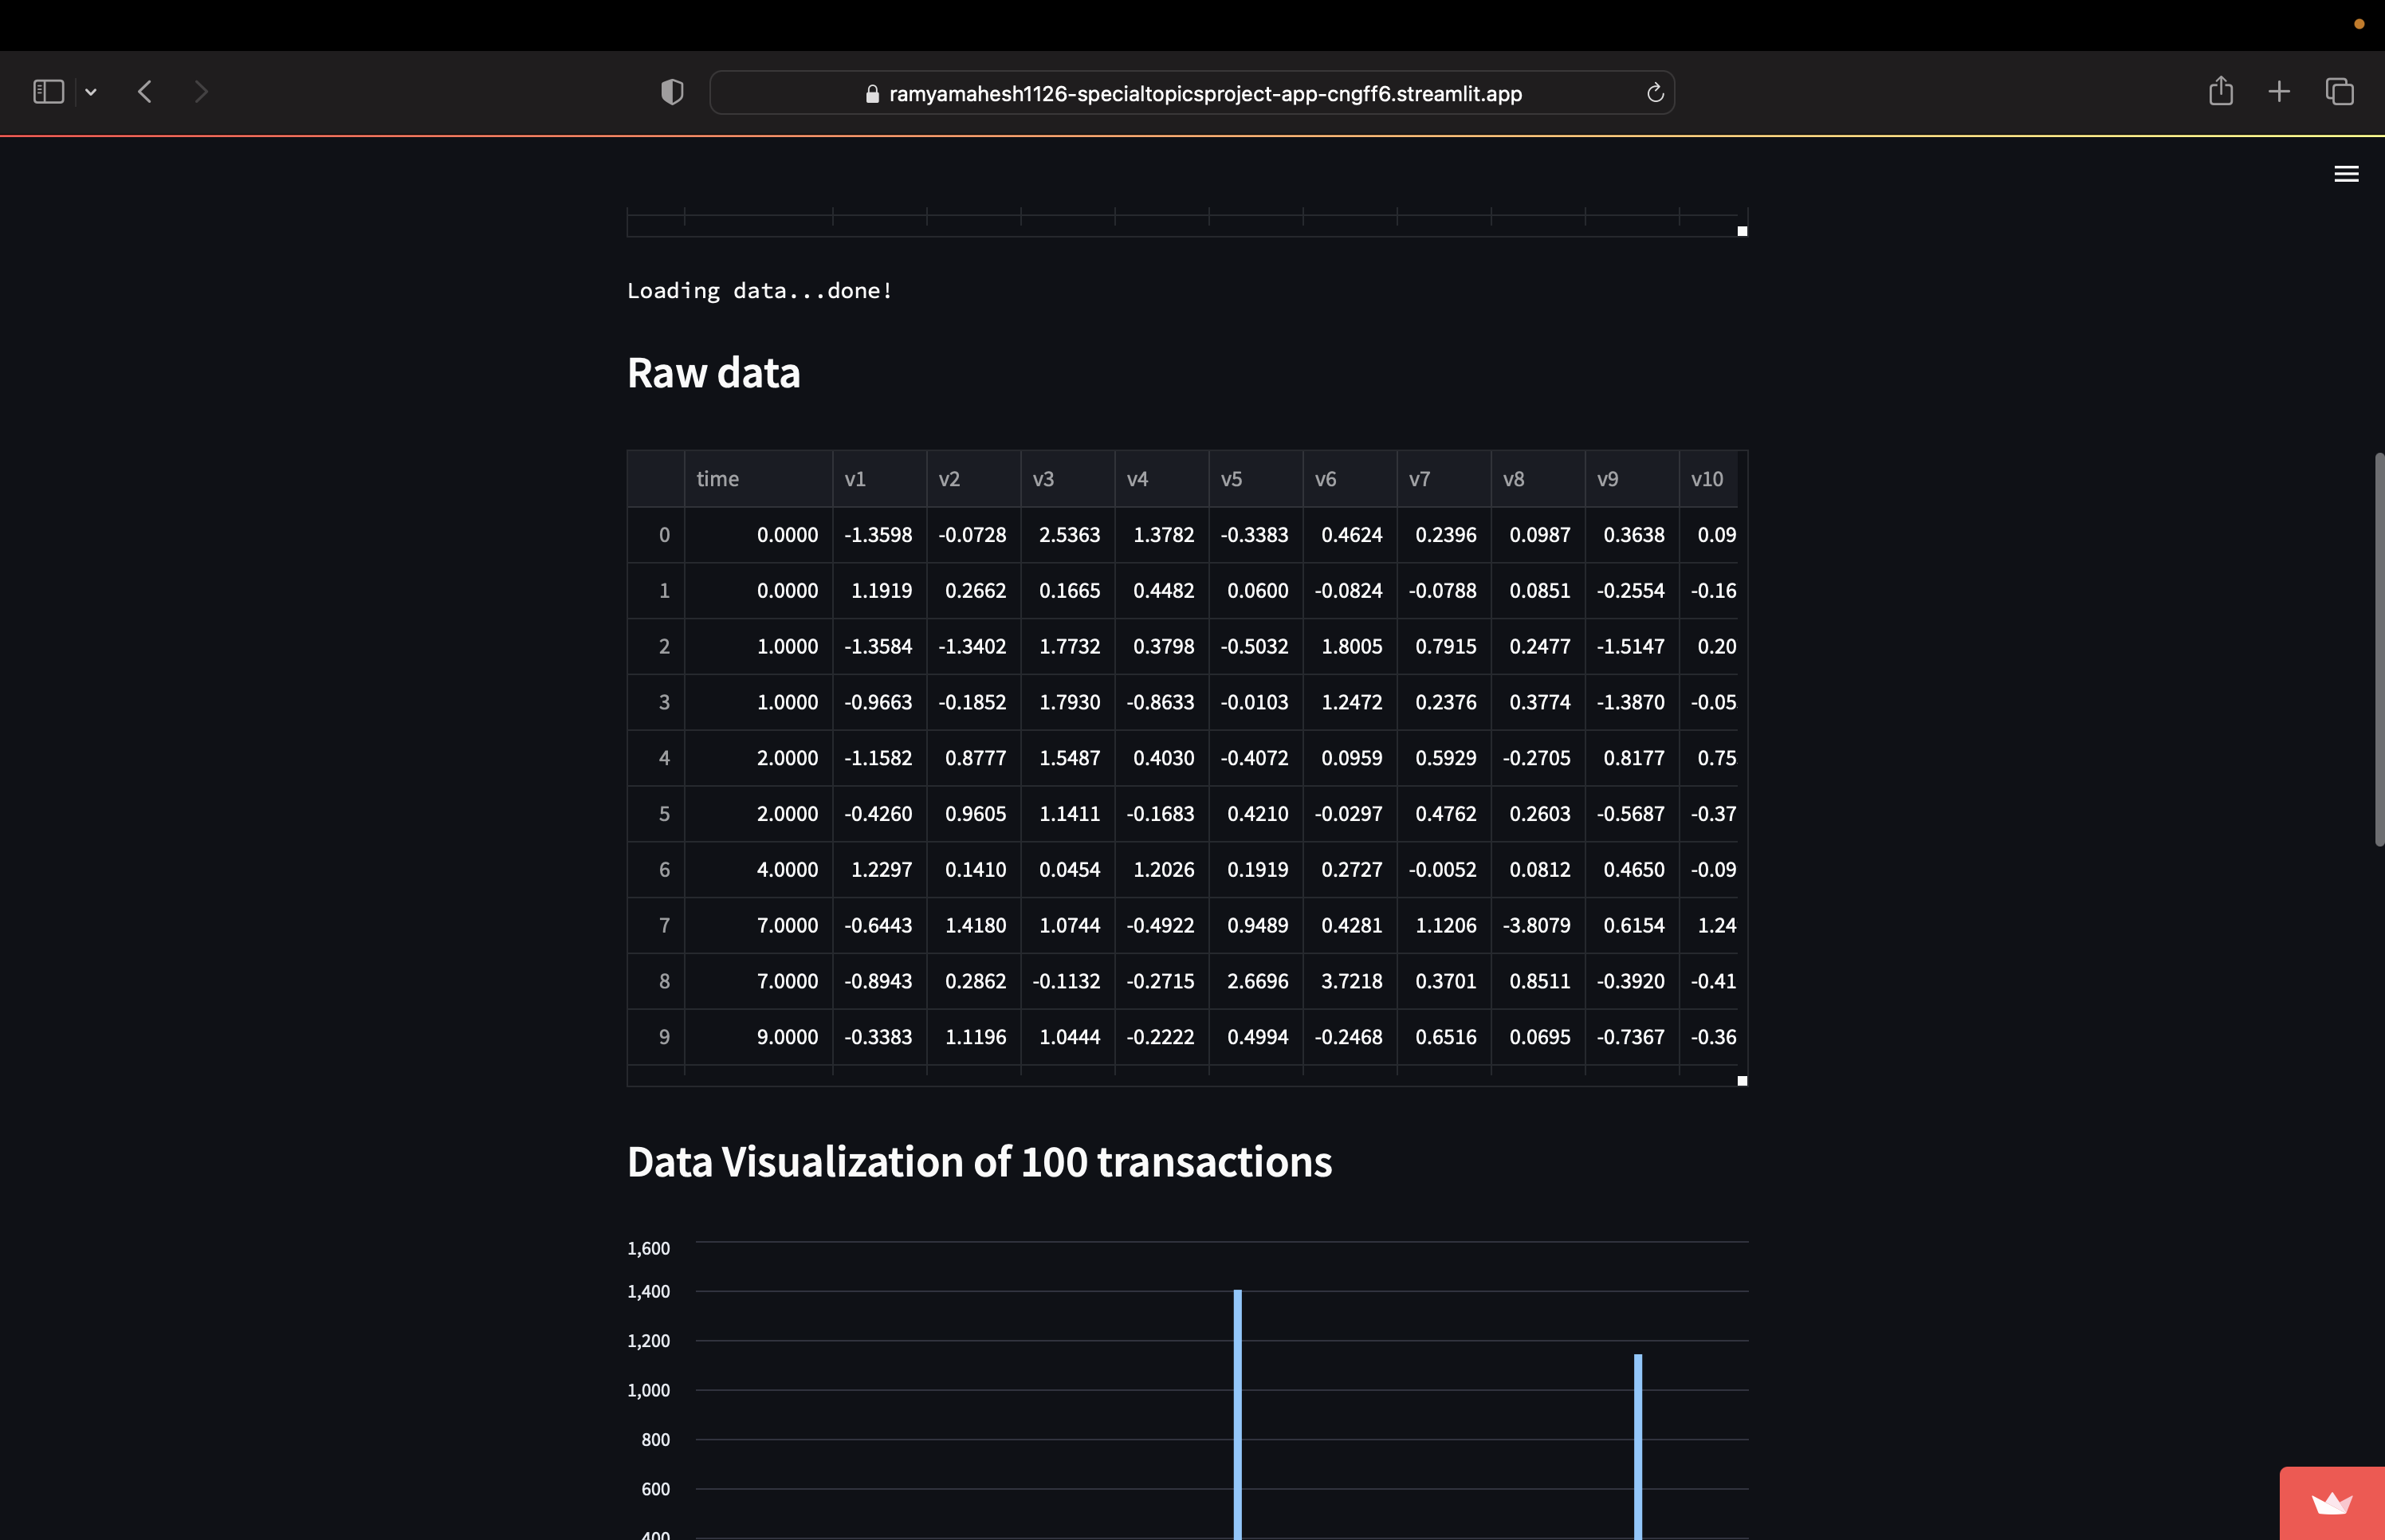 ramyamahesh1126-specialtopicsproject-app-cngff6.streamlit.app
Loading data...done!
Raw data
time v1 v2 v3 v4 v5 v6 v7 v8 v9 v10
0 0.0000 -1.3598 -0.0728 2.5363 1.3782 -0.3383 0.4624 0.2396 0.0987 0.3638 0.09
1 0.0000 1.1919 0.2662 0.1665 0.4482 0.0600 -0.0824 -0.0788 0.0851 -0.2554 -0.16
2 1.0000 -1.3584 -1.3402 1.7732 0.3798 -0.5032 1.8005 0.7915 0.2477 -1.5147 0.20
3 1.0000 -0.9663 -0.1852 1.7930 -0.8633 -0.0103 1.2472 0.2376 0.3774 -1.3870 -0.05
4 2.0000 -1.1582 0.8777 1.5487 0.4030 -0.4072 0.0959 0.5929 -0.2705 0.8177 0.75
5 2.0000 -0.4260 0.9605 1.1411 -0.1683 0.4210 -0.0297 0.4762 0.2603 -0.5687 -0.37
6 4.0000 1.2297 0.1410 0.0454 1.2026 0.1919 0.2727 -0.0052 0.0812 0.4650 -0.09
7 7.0000 -0.6443 1.4180 1.0744 -0.4922 0.9489 0.4281 1.1206 -3.8079 0.6154 1.24
8 7.0000 -0.8943 0.2862 -0.1132 -0.2715 2.6696 3.7218 0.3701 0.8511 -0.3920 -0.41
9 9.0000 -0.3383 1.1196 1.0444 -0.2222 0.4994 -0.2468 0.6516 0.0695 -0.7367 -0.36
Data Visualization of 100 transactions
1,600
1,400
1,200
1,000
800
600
400